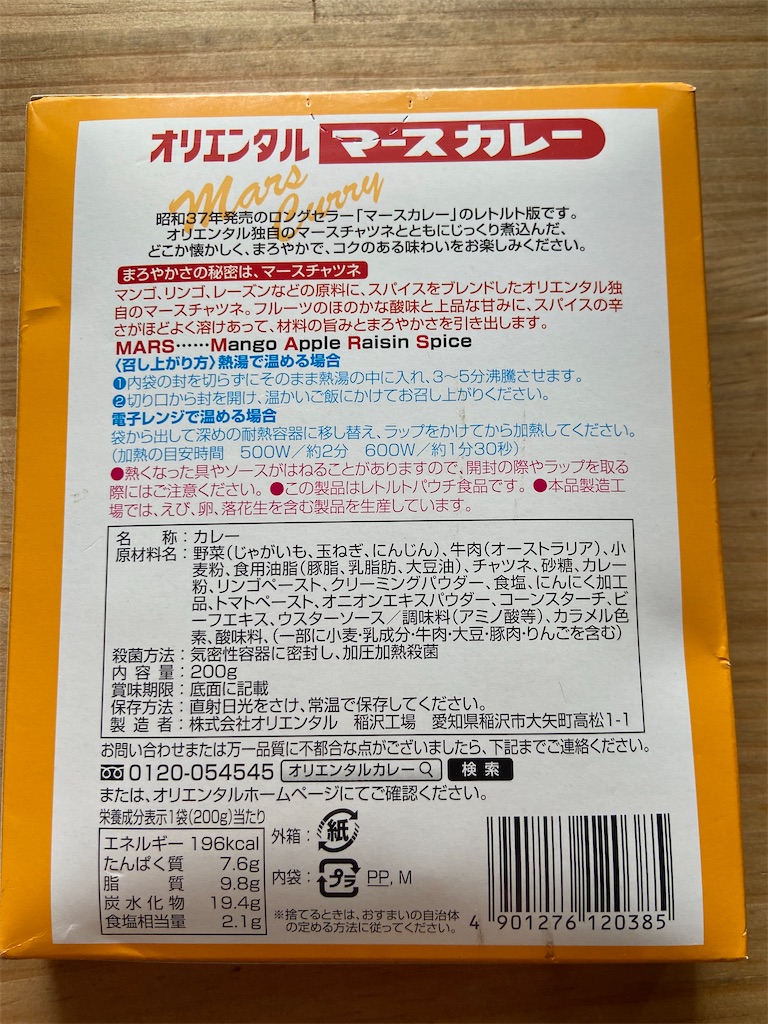 オリエンタル マースカレー
Mars
Curry
昭和37年発売のロングセラー「マースカレー」のレトルト版です。
オリエンタル独自のマースチャツネとともにじっくり煮込んだ、
どこか懐かしく、まろやかで、コクのある味わいをお楽しみください。
まろやかさの秘密は、マースチャツネ
マンゴ、リンゴ、レーズンなどの原料に、スパイスをブレンドしたオリエンタル独
自のマースチャツネ。フルーツのほのかな酸味と上品な甘みに、スパイスの辛
さがほどよく溶けあって、材料の旨みとまろやかさを引き出します。
MARS……Mango Apple Raisin Spice
〈召し上がり方〉熱湯で温める場合
❶内袋の封を切らずにそのまま熱湯の中に入れ、3〜5分沸騰させます。
❷切り口から封を開け、温かいご飯にかけてお召し上がりください。
電子レンジで温める場合
袋から出して深めの耐熱容器に移し替え、ラップをかけてから加熱してください。
(加熱の目安時間 500W/約2分 600W/約1分30秒)
●熱くなった具やソースがはねることがありますので、開封の際やラップを取る
際にはご注意ください。●この製品はレトルトパウチ食品です。●本品製造工
場では、えび、卵、落花生を含む製品を生産しています。
名称:カレー
原材料名:野菜(じゃがいも、玉ねぎ、にんじん)、牛肉(オーストラリア)、小
麦粉、食用油脂(豚脂、乳脂肪、大豆油)、チャツネ、砂糖、カレー
粉、リンゴペースト、クリーミングパウダー、食塩、にんにく加工
品、トマトペースト、オニオンエキスパウダー、コーンスターチ、ビ
ーフエキス、ウスターソース/調味料(アミノ酸等)、カラメル色
素、酸味料、(一部に小麦・乳成分・牛肉・大豆・豚肉・りんごを含む)
殺菌方法:気密性容器に密封し、加圧加熱殺菌
内容量:200g
賞味期限:底面に記載
保存方法:直射日光をさけ、常温で保存してください。
製造者:株式会社オリエンタル 稲沢工場 愛知県稲沢市大矢町高松1-1
お問い合わせまたは万一品質に不都合な点がございましたら、下記までご連絡ください。
0120-054545 オリエンタルカレー 検索
または、オリエンタルホームページにてご確認ください。
栄養成分表示1袋(200g)当たり
エネルギー 196kcal
たんぱく質 7.6g
脂質 9.8g
炭水化物 19.4g
食塩相当量 2.1g
外箱: 紙
内袋: プラ PP, M
※捨てるときは、おすまいの自治体
の定める方法に従ってください。
4 901276 120385